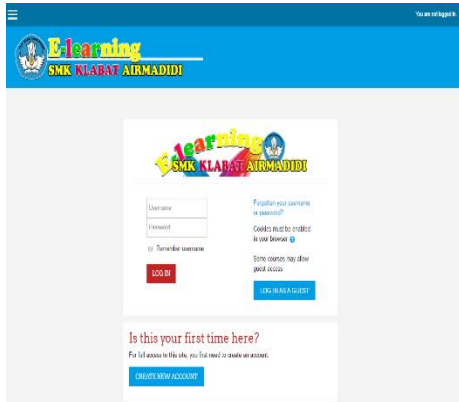 You are not logged in.
E-learning
SMK KLABAT AIRMADIDI
E-learning
SMK KLABAT AIRMADIDI
Username
Password
Remember username
LOG IN
Forgotten your username
or password?
Cookies must be enabled
in your browser
Some courses may allow
guest access
LOG IN AS A GUEST
Is this your first time here?
For full access to this site, you first need to create an account.
CREATE NEW ACCOUNT